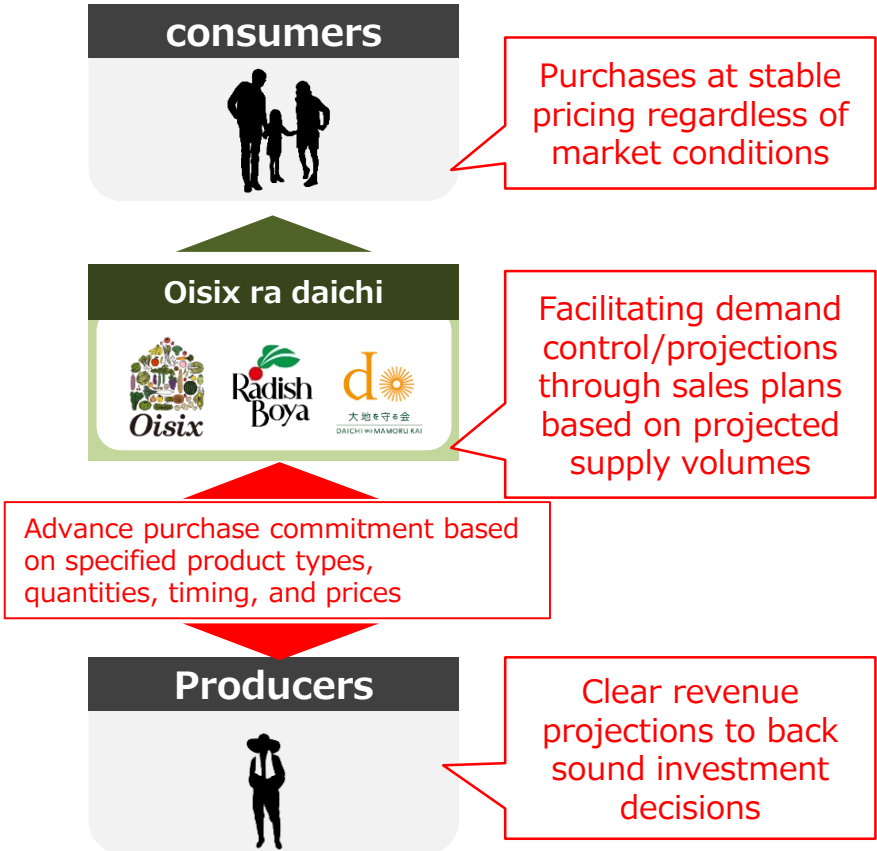 consumers
Purchases at stable
pricing regardless of
market conditions
Oisix ra daichi
Oisix
Radish
Boya
do
大地を守る会
DAICHI wo MAMORU KAI
Facilitating demand
control/projections
through sales plans
based on projected
supply volumes
Advance purchase commitment based
on specified product types,
quantities, timing, and prices
Producers
Clear revenue
projections to back
sound investment
decisions